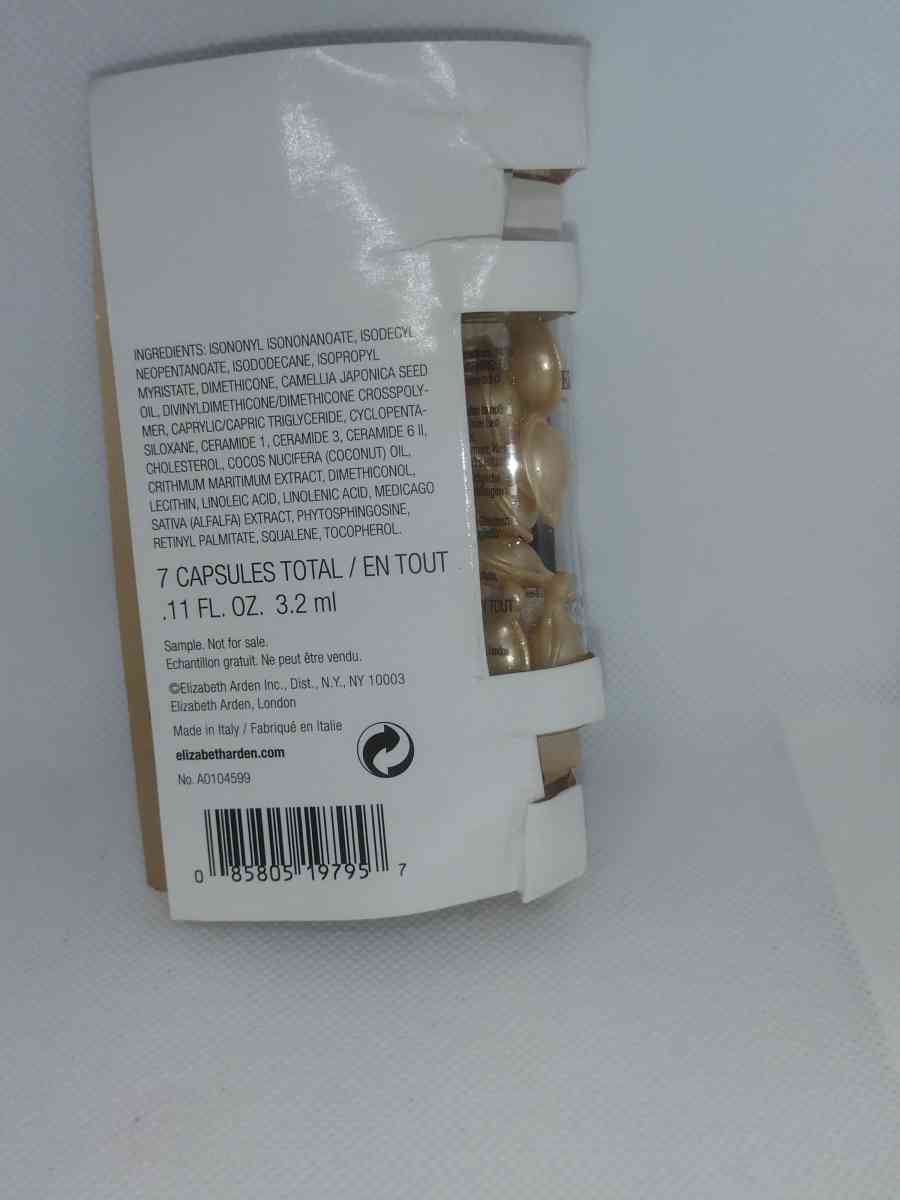 INGREDIENTS: ISONONYL ISONONANOATE, ISODECYL
NEOPENTANOATE, ISODODECANE, ISOPROPYL
MYRISTATE, DIMETHICONE, CAMELLIA JAPONICA SEED
OIL, DIVINYLDIMETHICONE/DIMETHICONE CROSSPOLY-
MER, CAPRYLIC/CAPRIC TRIGLYCERIDE, CYCLOPENTA-
SILOXANE, CERAMIDE 1, CERAMIDE 3, CERAMIDE 6 II,
CHOLESTEROL, COCOS NUCIFERA (COCONUT) OIL,
CRITHMUM MARITIMUM EXTRACT, DIMETHICONOL,
LECITHIN, LINOLEIC ACID, LINOLENIC ACID, MEDICAGO
SATIVA (ALFALFA) EXTRACT, PHYTOSPHINGOSINE,
RETINYL PALMITATE, SQUALENE, TOCOPHEROL.
7 CAPSULES TOTAL / EN TOUT
.11 FL. OZ. 3.2 ml
Sample. Not for sale.
Echantillon gratuit. Ne peut être vendu.
©Elizabeth Arden Inc., Dist., N.Y., NY 10003
Elizabeth Arden, London
Made in Italy / Fabriqué en Italie
elizabetharden.com
No. A0104599
0 85805 19795 7
TOUT